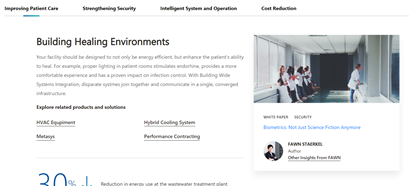 Improving Patient Care
Strengthening Security
Intelligent System and Operation
Cost Reduction
Building Healing Environments
Your facility should be designed to not only be energy efficient, but enhance the patient's ability
to heal. For example, proper lighting in patient rooms stimulates endorphins, provides a more
comfortable experience and has a proven impact on infection control. With Building Wide
Systems Integration, disparate systems join together and communicate in a single, converged
infrastructure.
Explore related products and solutions
HVAC Equipment
Hybrid Cooling System
Metasys
Performance Contracting
WHITE PAPER
SECURITY
Biometrics: Not Just Science Fiction Anymore
FAWN STAERKEL
Author
Other Insights From FAWN
30%
Reduction in energy use at the wastewater treatment plant